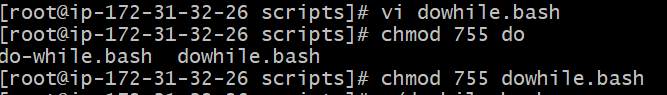 [root@ip-172-31-32-26 scripts]# vi dowhile.bash
[root@ip-172-31-32-26 scripts]# chmod 755 do
do-while.bash  dowhile.bash
[root@ip-172-31-32-26 scripts]# chmod 755 dowhile.bash